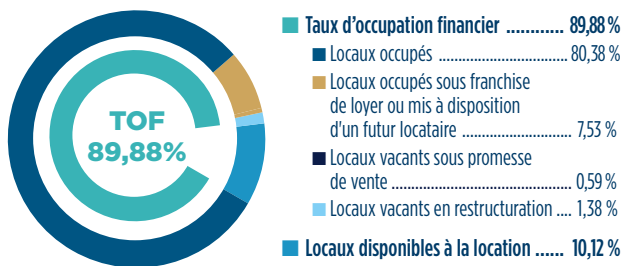 TOF
89,88%
Taux d'occupation financier ............ 89,88 %
Locaux occupés .................................. 80,38 %
Locaux occupés sous franchise
de loyer ou mis à disposition
d'un futur locataire ............................. 7,53 %
Locaux vacants sous promesse
de vente ................................................ 0,59 %
Locaux vacants en restructuration .... 1,38 %
Locaux disponibles à la location ...... 10,12 %